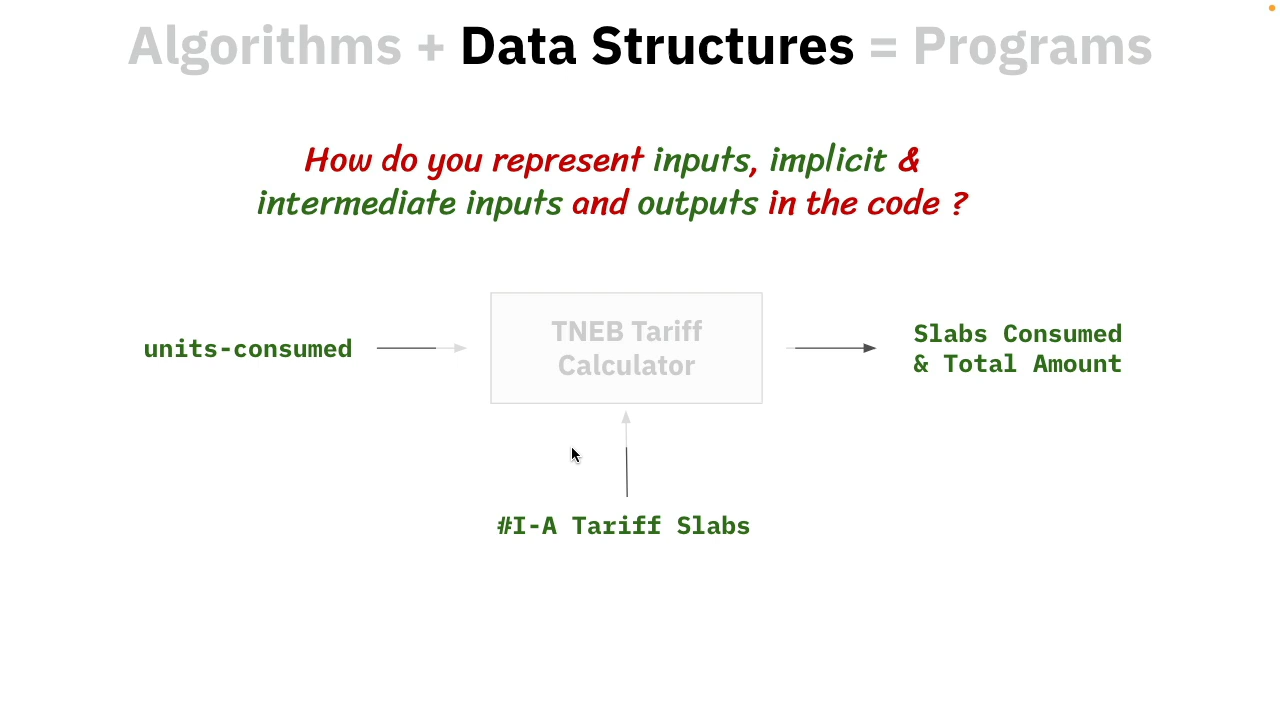 Algorithms + Data Structures = Programs
How do you represent inputs, implicit &
intermediate inputs and outputs in the code ?
TNEB Tariff
Calculator
units-consumed
Slabs Consumed
& Total Amount
#I-A Tariff Slabs